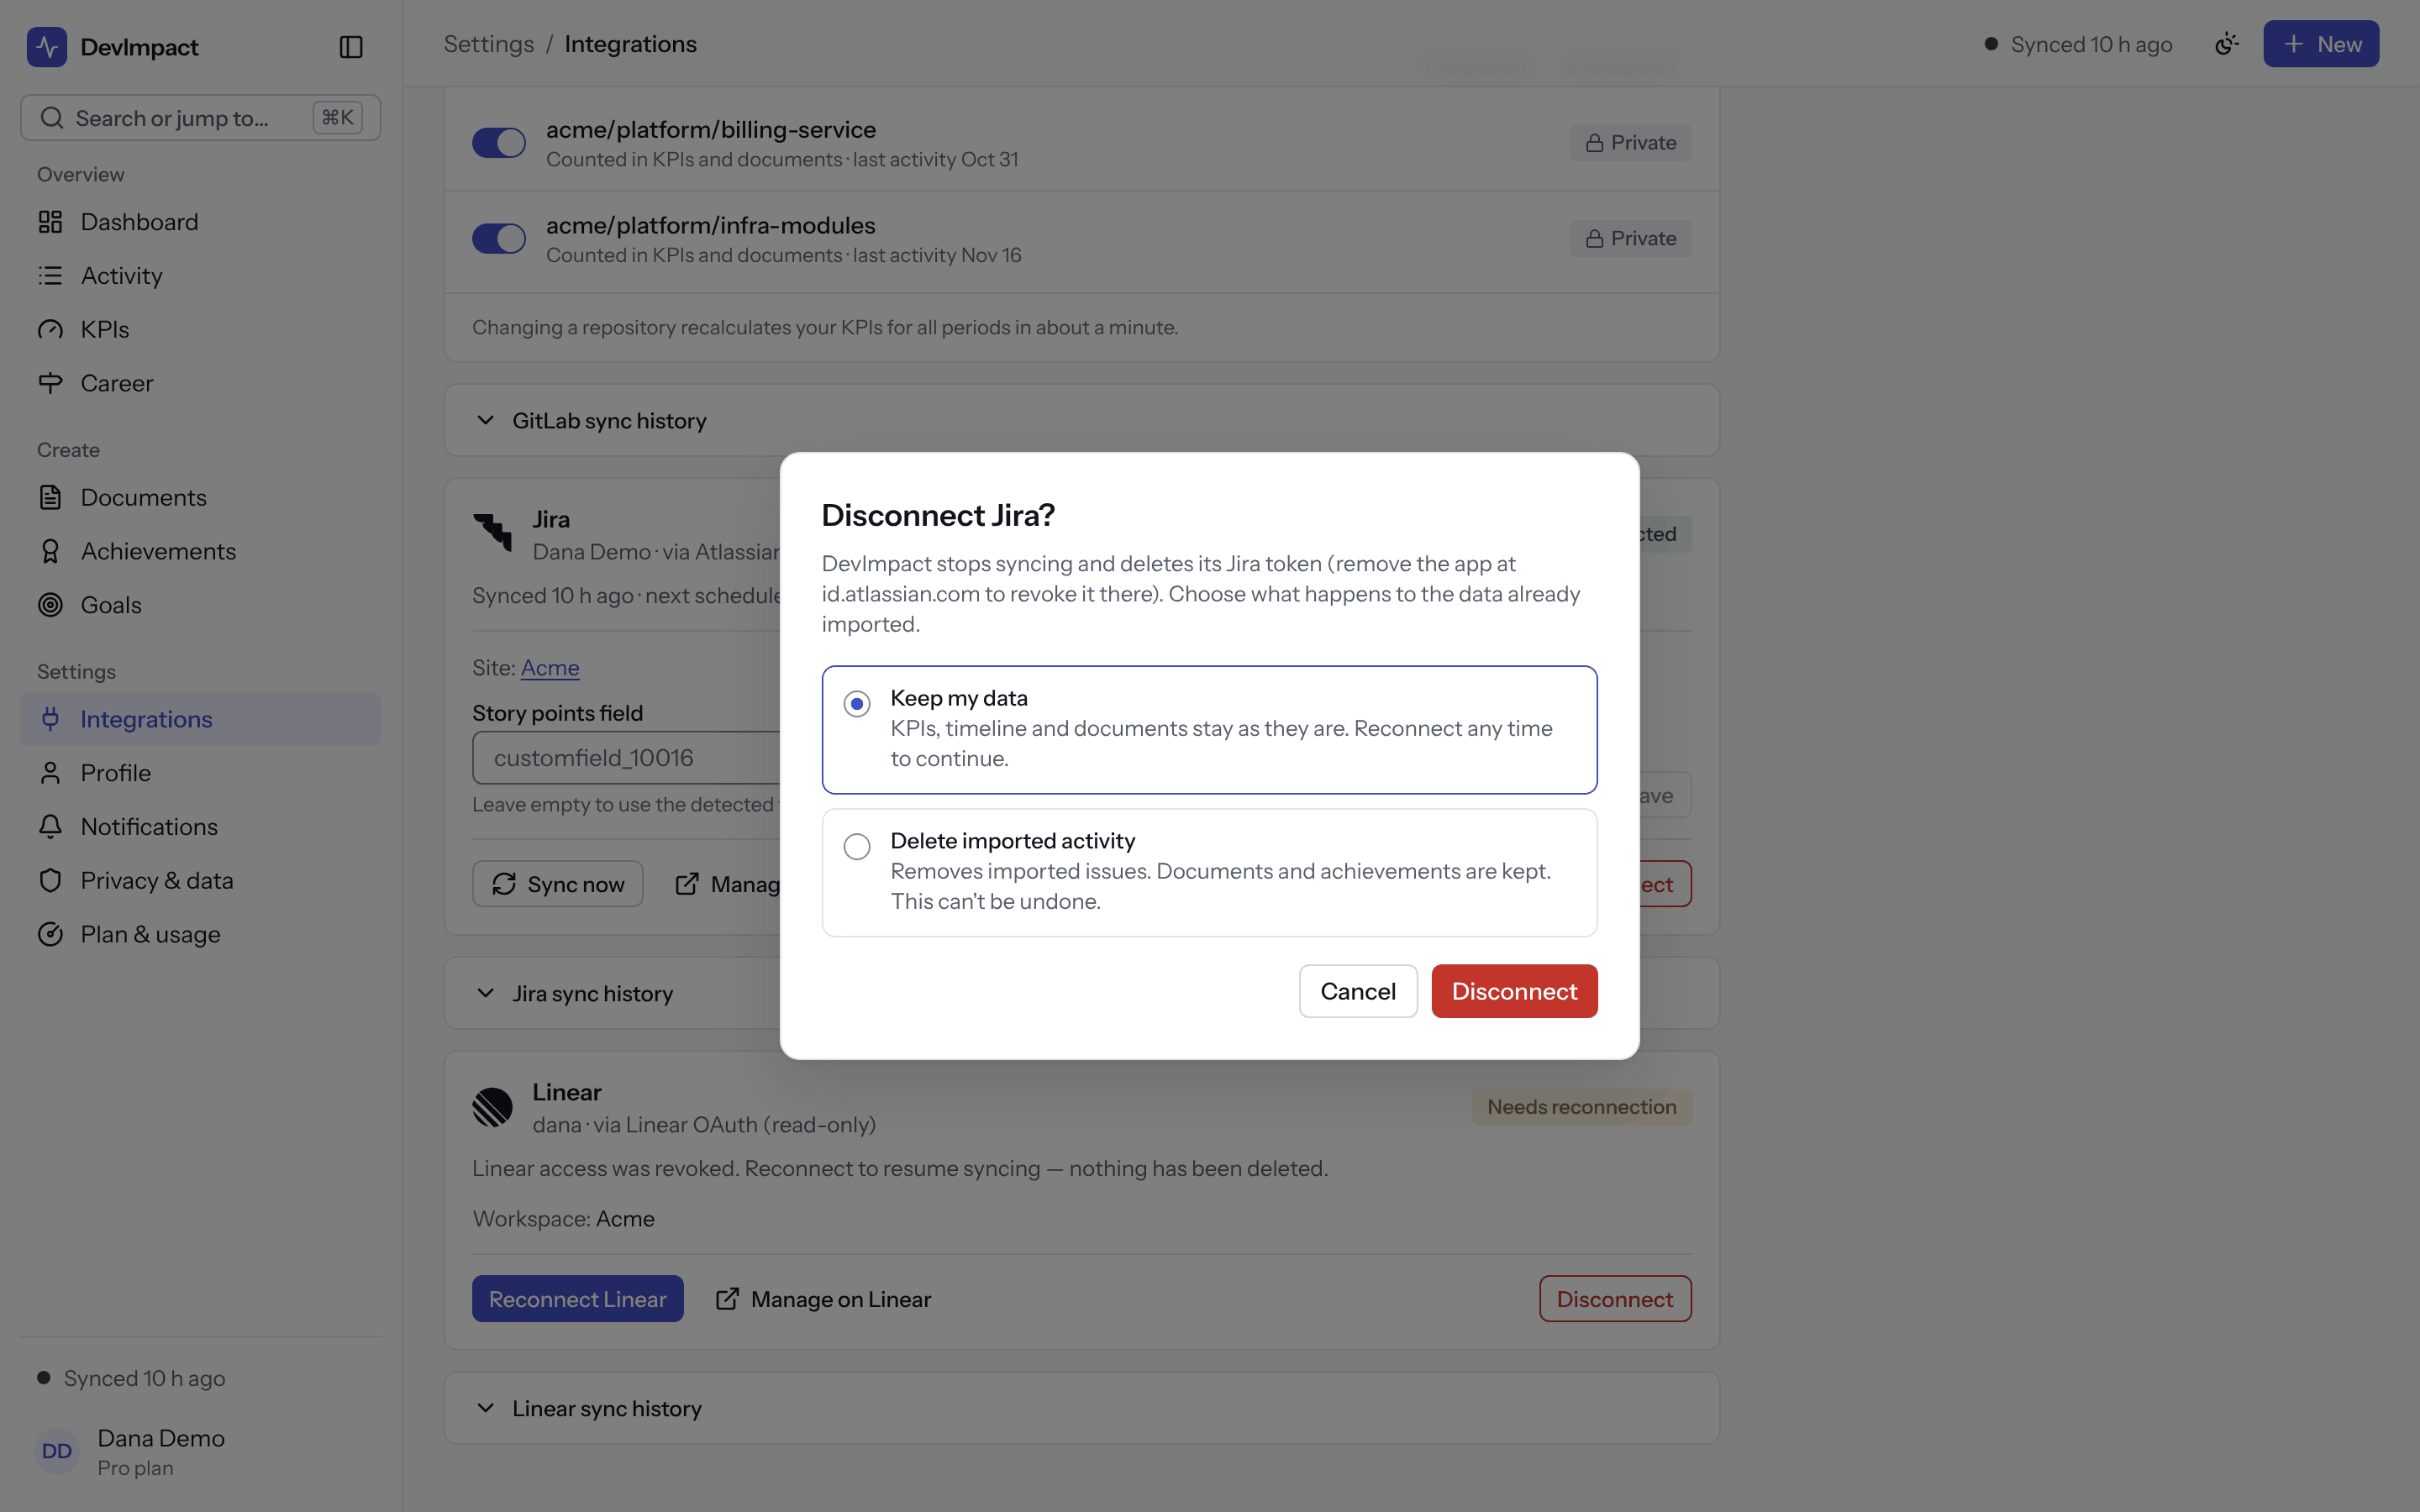 DevImpact
Search or jump to...
⌘K
Overview
Dashboard
Activity
KPIs
Career
Create
Documents
Achievements
Goals
Settings
Integrations
Profile
Notifications
Privacy & data
Plan & usage
Synced 10 h ago
DD
Dana Demo
Pro plan
Settings / Integrations
Synced 10 h ago
New
acme/platform/billing-service
Counted in KPIs and documents · last activity Oct 31
Private
acme/platform/infra-modules
Counted in KPIs and documents · last activity Nov 16
Private
Changing a repository recalculates your KPIs for all periods in about a minute.
GitLab sync history
Jira
Dana Demo · via
Synced 10 h ago · next
Site: Acme
Story points field
customfield_10016
Leave empty to use the detected
Sync now
Jira sync history
Disconnect Jira?
DevImpact stops syncing and deletes its Jira token (remove the app at
id.atlassian.com to revoke it there). Choose what happens to the data already
imported.
Keep my data
KPIs, timeline and documents stay as they are. Reconnect any time
to continue.
Delete imported activity
Removes imported issues. Documents and achievements are kept.
This can't be undone.
Cancel
Disconnect
Linear
dana · via Linear OAuth (read-only)
Needs reconnection
Linear access was revoked. Reconnect to resume syncing — nothing has been deleted.
Workspace: Acme
Reconnect Linear
Manage on Linear
Disconnect
Linear sync history